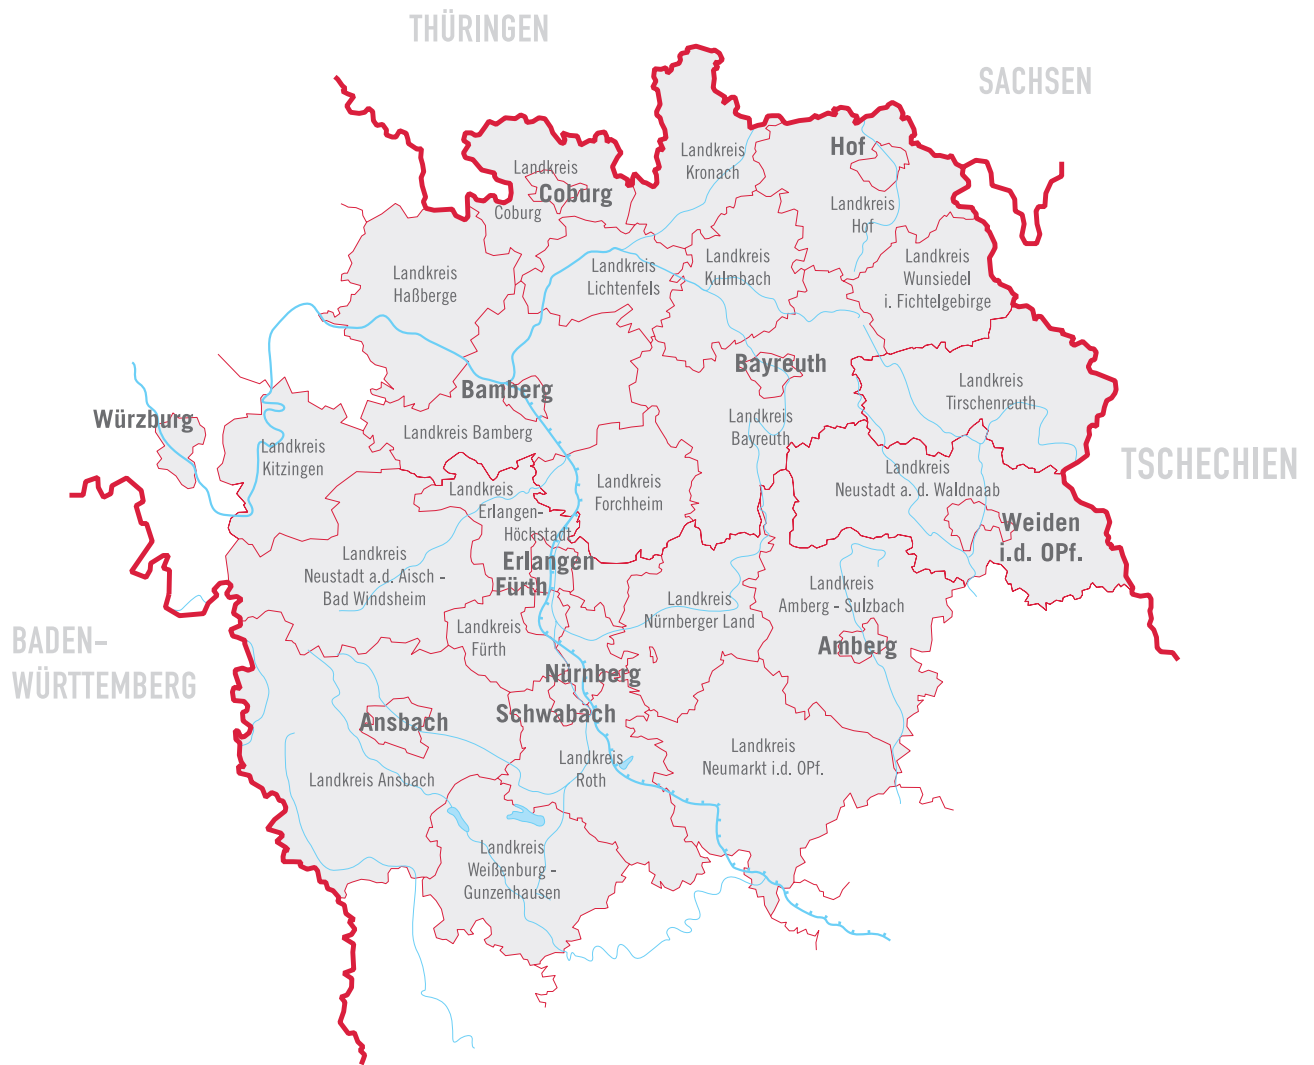 THÜRINGEN
SACHSEN
Landkreis
Kronach
Hof
Landkreis
Coburg
Coburg
Landkreis
Hof
Landkreis
Haßberge
Landkreis
Lichtenfels
Landkreis
Kulmbach
Landkreis
Wunsiedel
i. Fichtelgebirge
Bayreuth
Landkreis
Tirschenreuth
Bamberg
Würzburg
Landkreis
Kitzingen
Landkreis Bamberg
Landkreis
Bayreuth
TSCHECHIEN
Landkreis
Erlangen-
Höchstadt
Landkreis
Forchheim
Landkreis
Neustadt a. d. Waldnaab
Weiden
i.d. OPf.
Landkreis
Neustadt a.d. Aisch -
Bad Windsheim
Erlangen
Fürth
Landkreis
Nürnberger Land
Landkreis
Amberg - Sulzbach
BADEN-
WÜRTTEMBERG
Landkreis
Fürth
Amberg
Nürnberg
Schwabach
Ansbach
Landkreis Ansbach
Landkreis
Roth
Landkreis
Neumarkt i.d. OPf.
Landkreis
Weißenburg -
Gunzenhausen